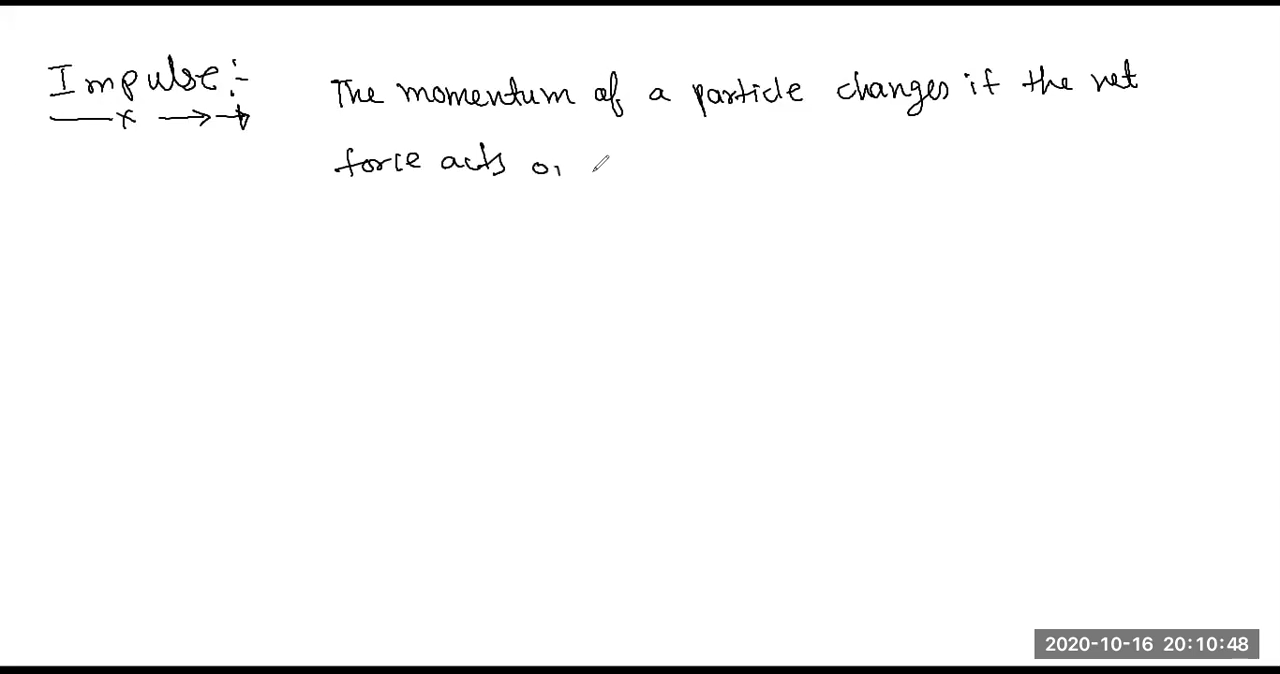 Impulse:- The momentum of a particle changes if the net
force acts
2020-10-16 20:10:48